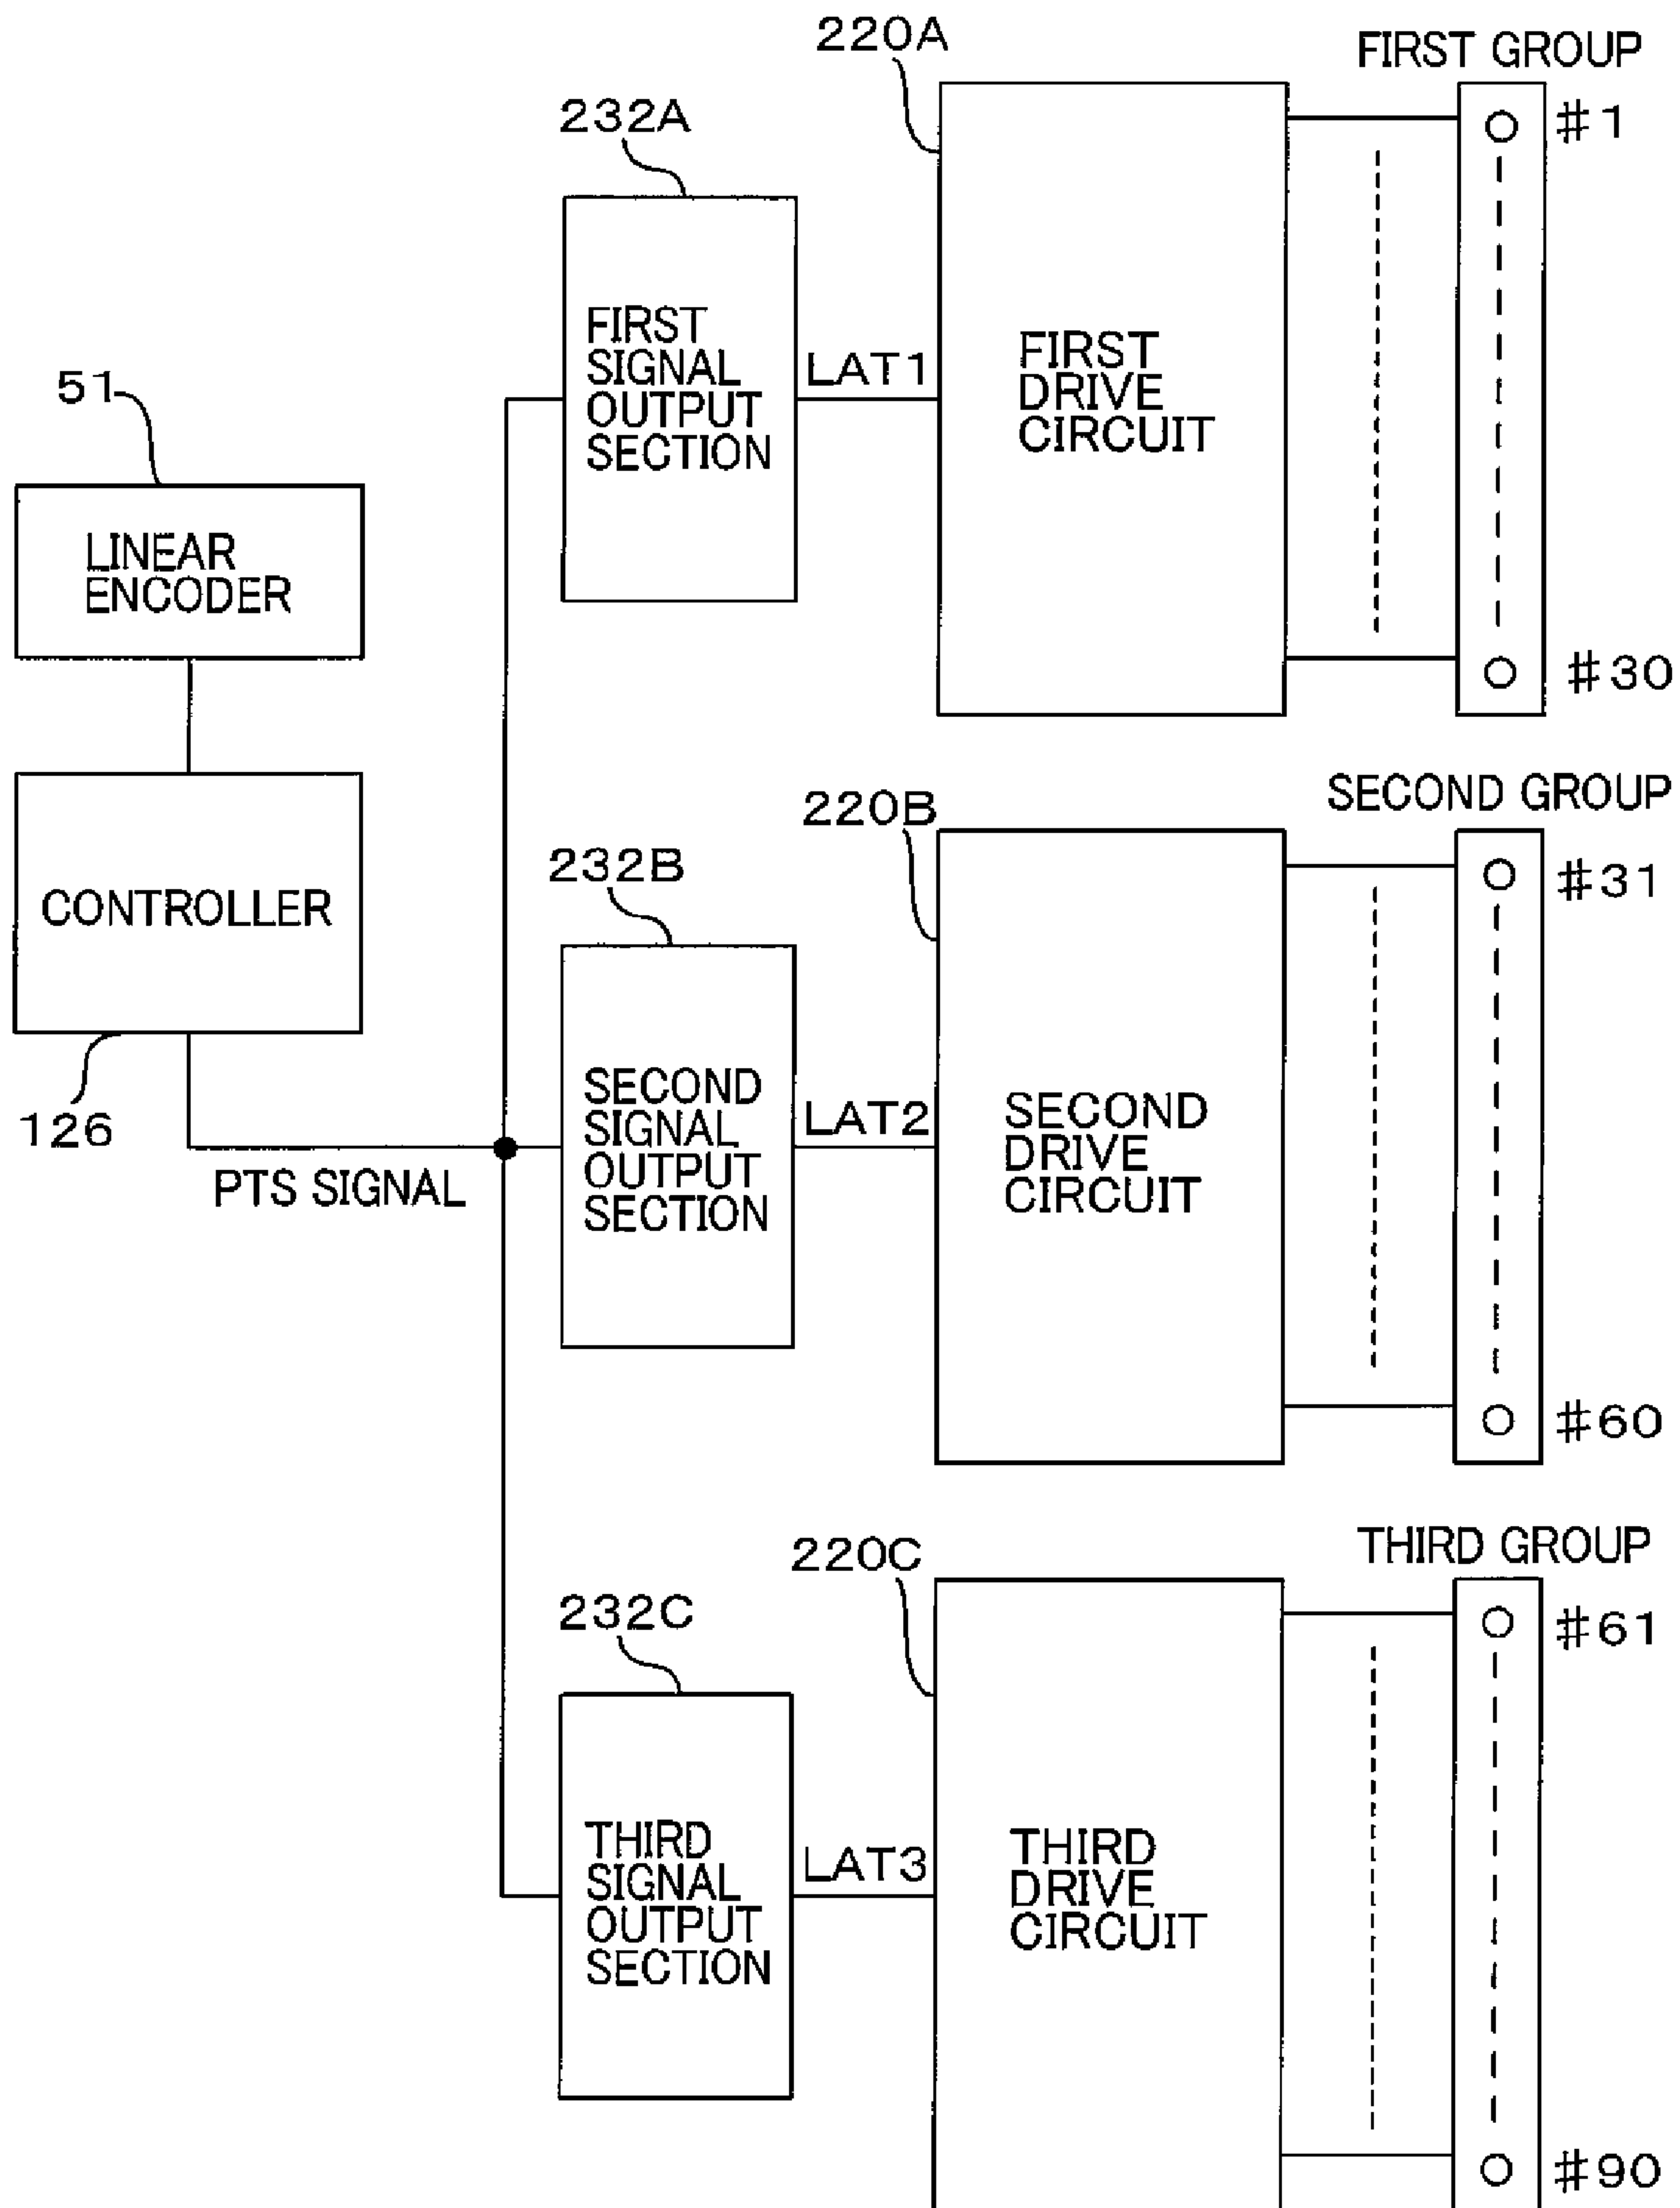 220A
FIRST GROUP
232A
#1
FIRST
SIGNAL
OUTPUT
SECTION
LAT1
FIRST
DRIVE
CIRCUIT
51
LINEAR
ENCODER
#30
SECOND GROUP
220B
232B
#31
CONTROLLER
126
PTS SIGNAL
SECOND
SIGNAL
OUTPUT
SECTION
LAT2
SECOND
DRIVE
CIRCUIT
#60
THIRD GROUP
220C
232C
#61
THIRD
SIGNAL
OUTPUT
SECTION
LAT3
THIRD
DRIVE
CIRCUIT
#90